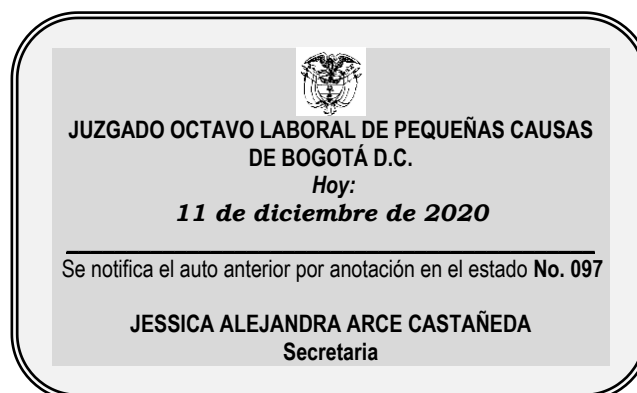 JUZGADO OCTAVO LABORAL DE PEQUEÑAS CAUSAS
DE BOGOTÁ D.C.
Hoy:
11 de diciembre de 2020
Se notifica el auto anterior por anotación en el estado No. 097
JESSICA ALEJANDRA ARCE CASTAÑEDA
Secretaria